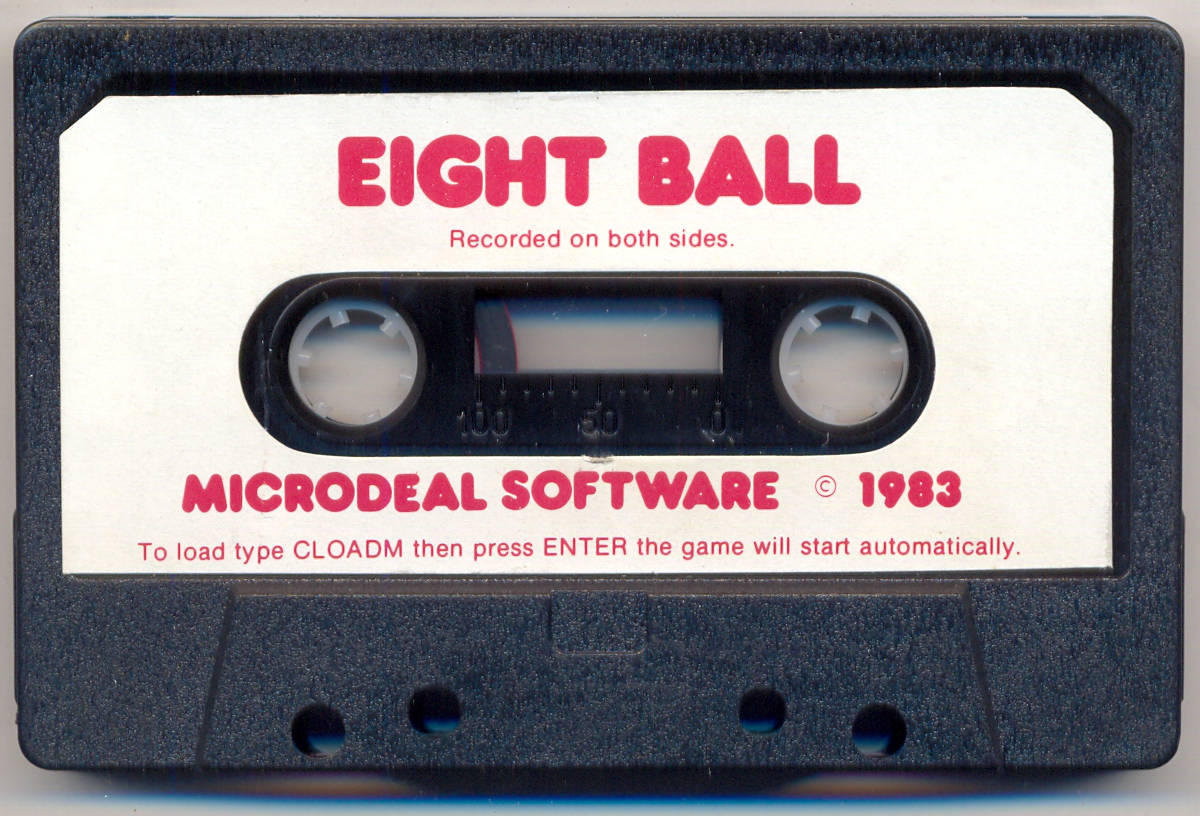 EIGHT BALL
Recorded on both sides.
100 50 0
MICRODEAL SOFTWARE © 1983
To load type CLOADM then press ENTER the game will start automatically.